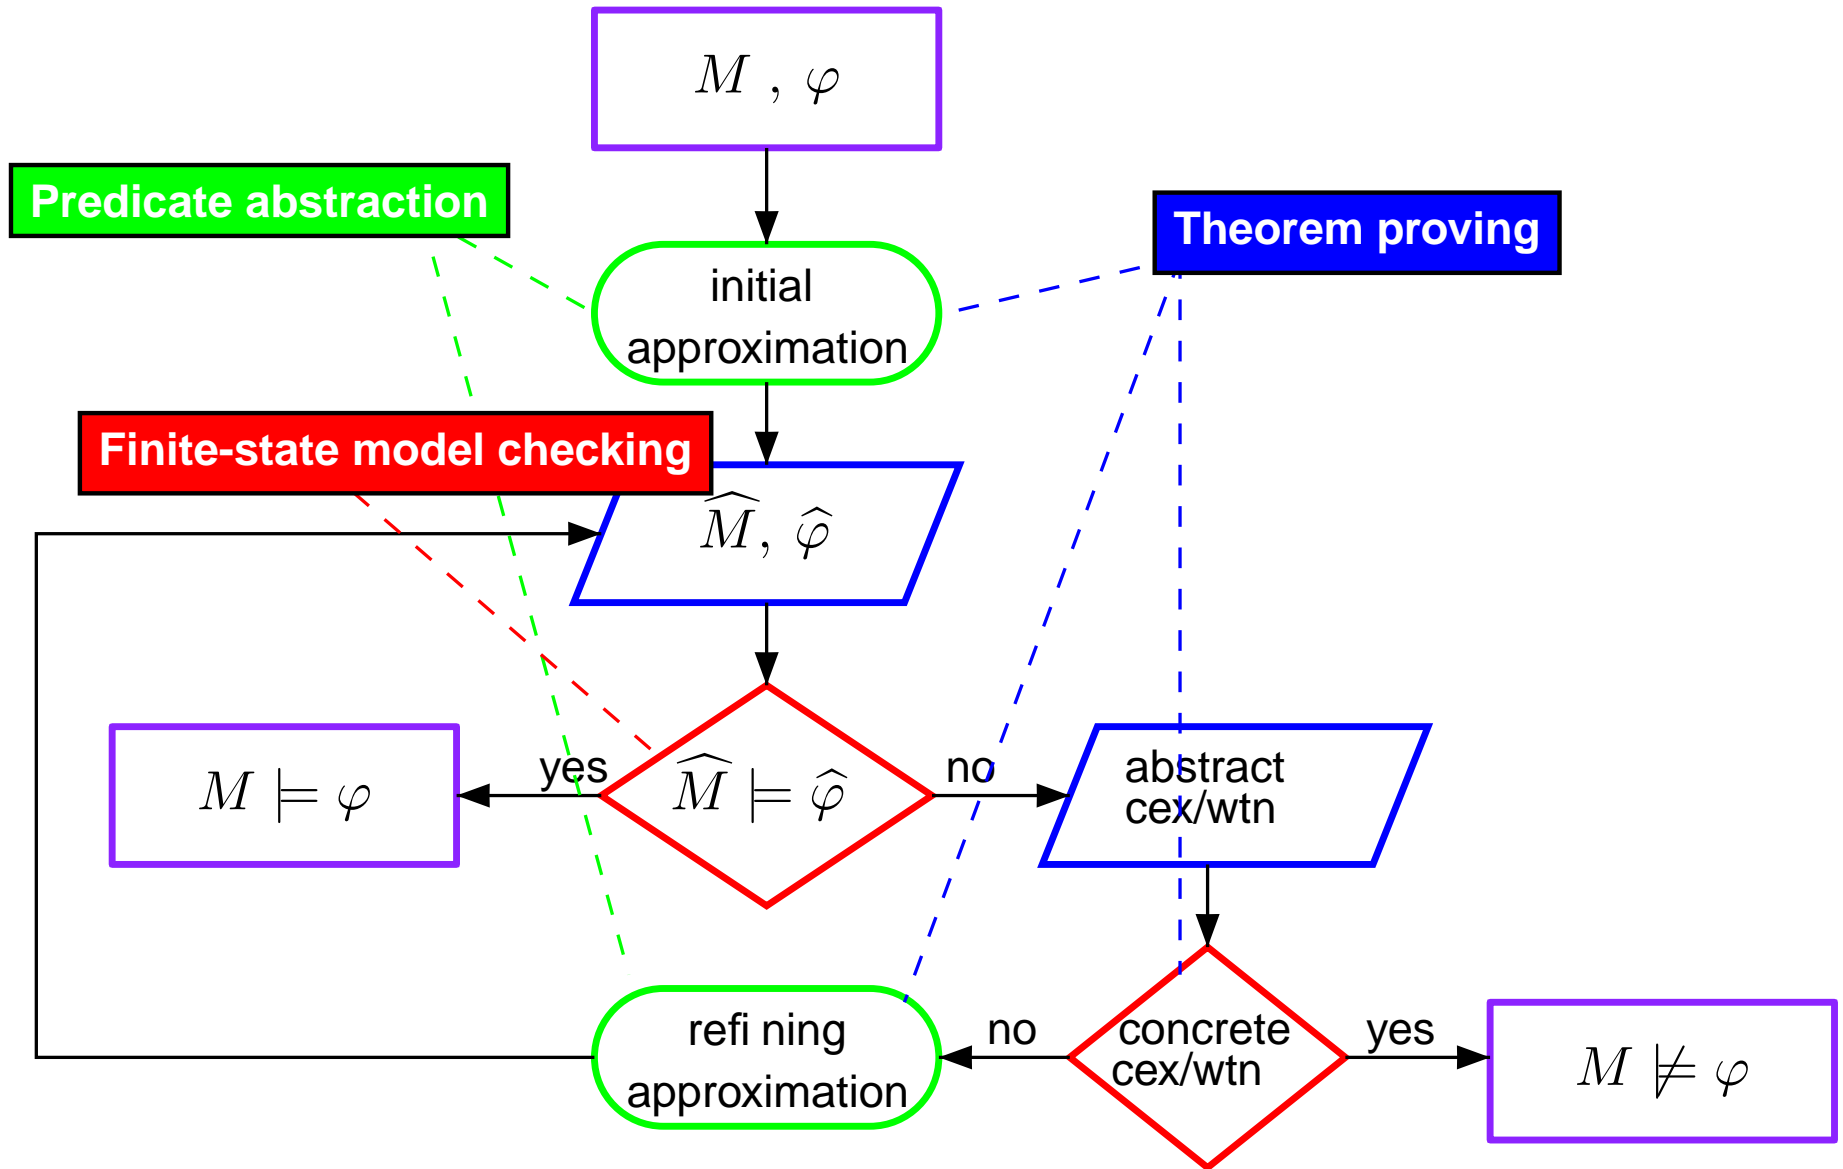 M , φ
Predicate abstraction
Theorem proving
initial
approximation
Finite-state model checking
M̂, φ̂
yes
no
M ⊨ φ
M̂ ⊨ φ̂
abstract
cex/wtn
refi ning
approximation
no
concrete
cex/wtn
yes
M ⊭ φ